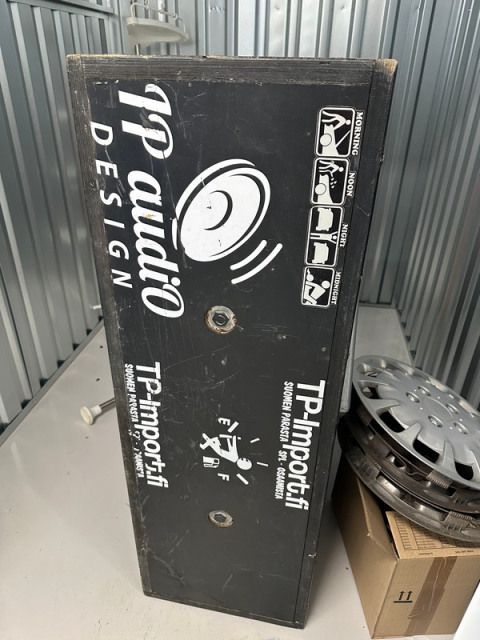 TP audio
DESIGN
MORNING
NOON
NIGHT
MIDNIGHT
TP-Import.fi
SUOMEN PARASTA
TP-Import.fi
SUOMEN PARASTA - SPL - OSAAMISTA
E
F